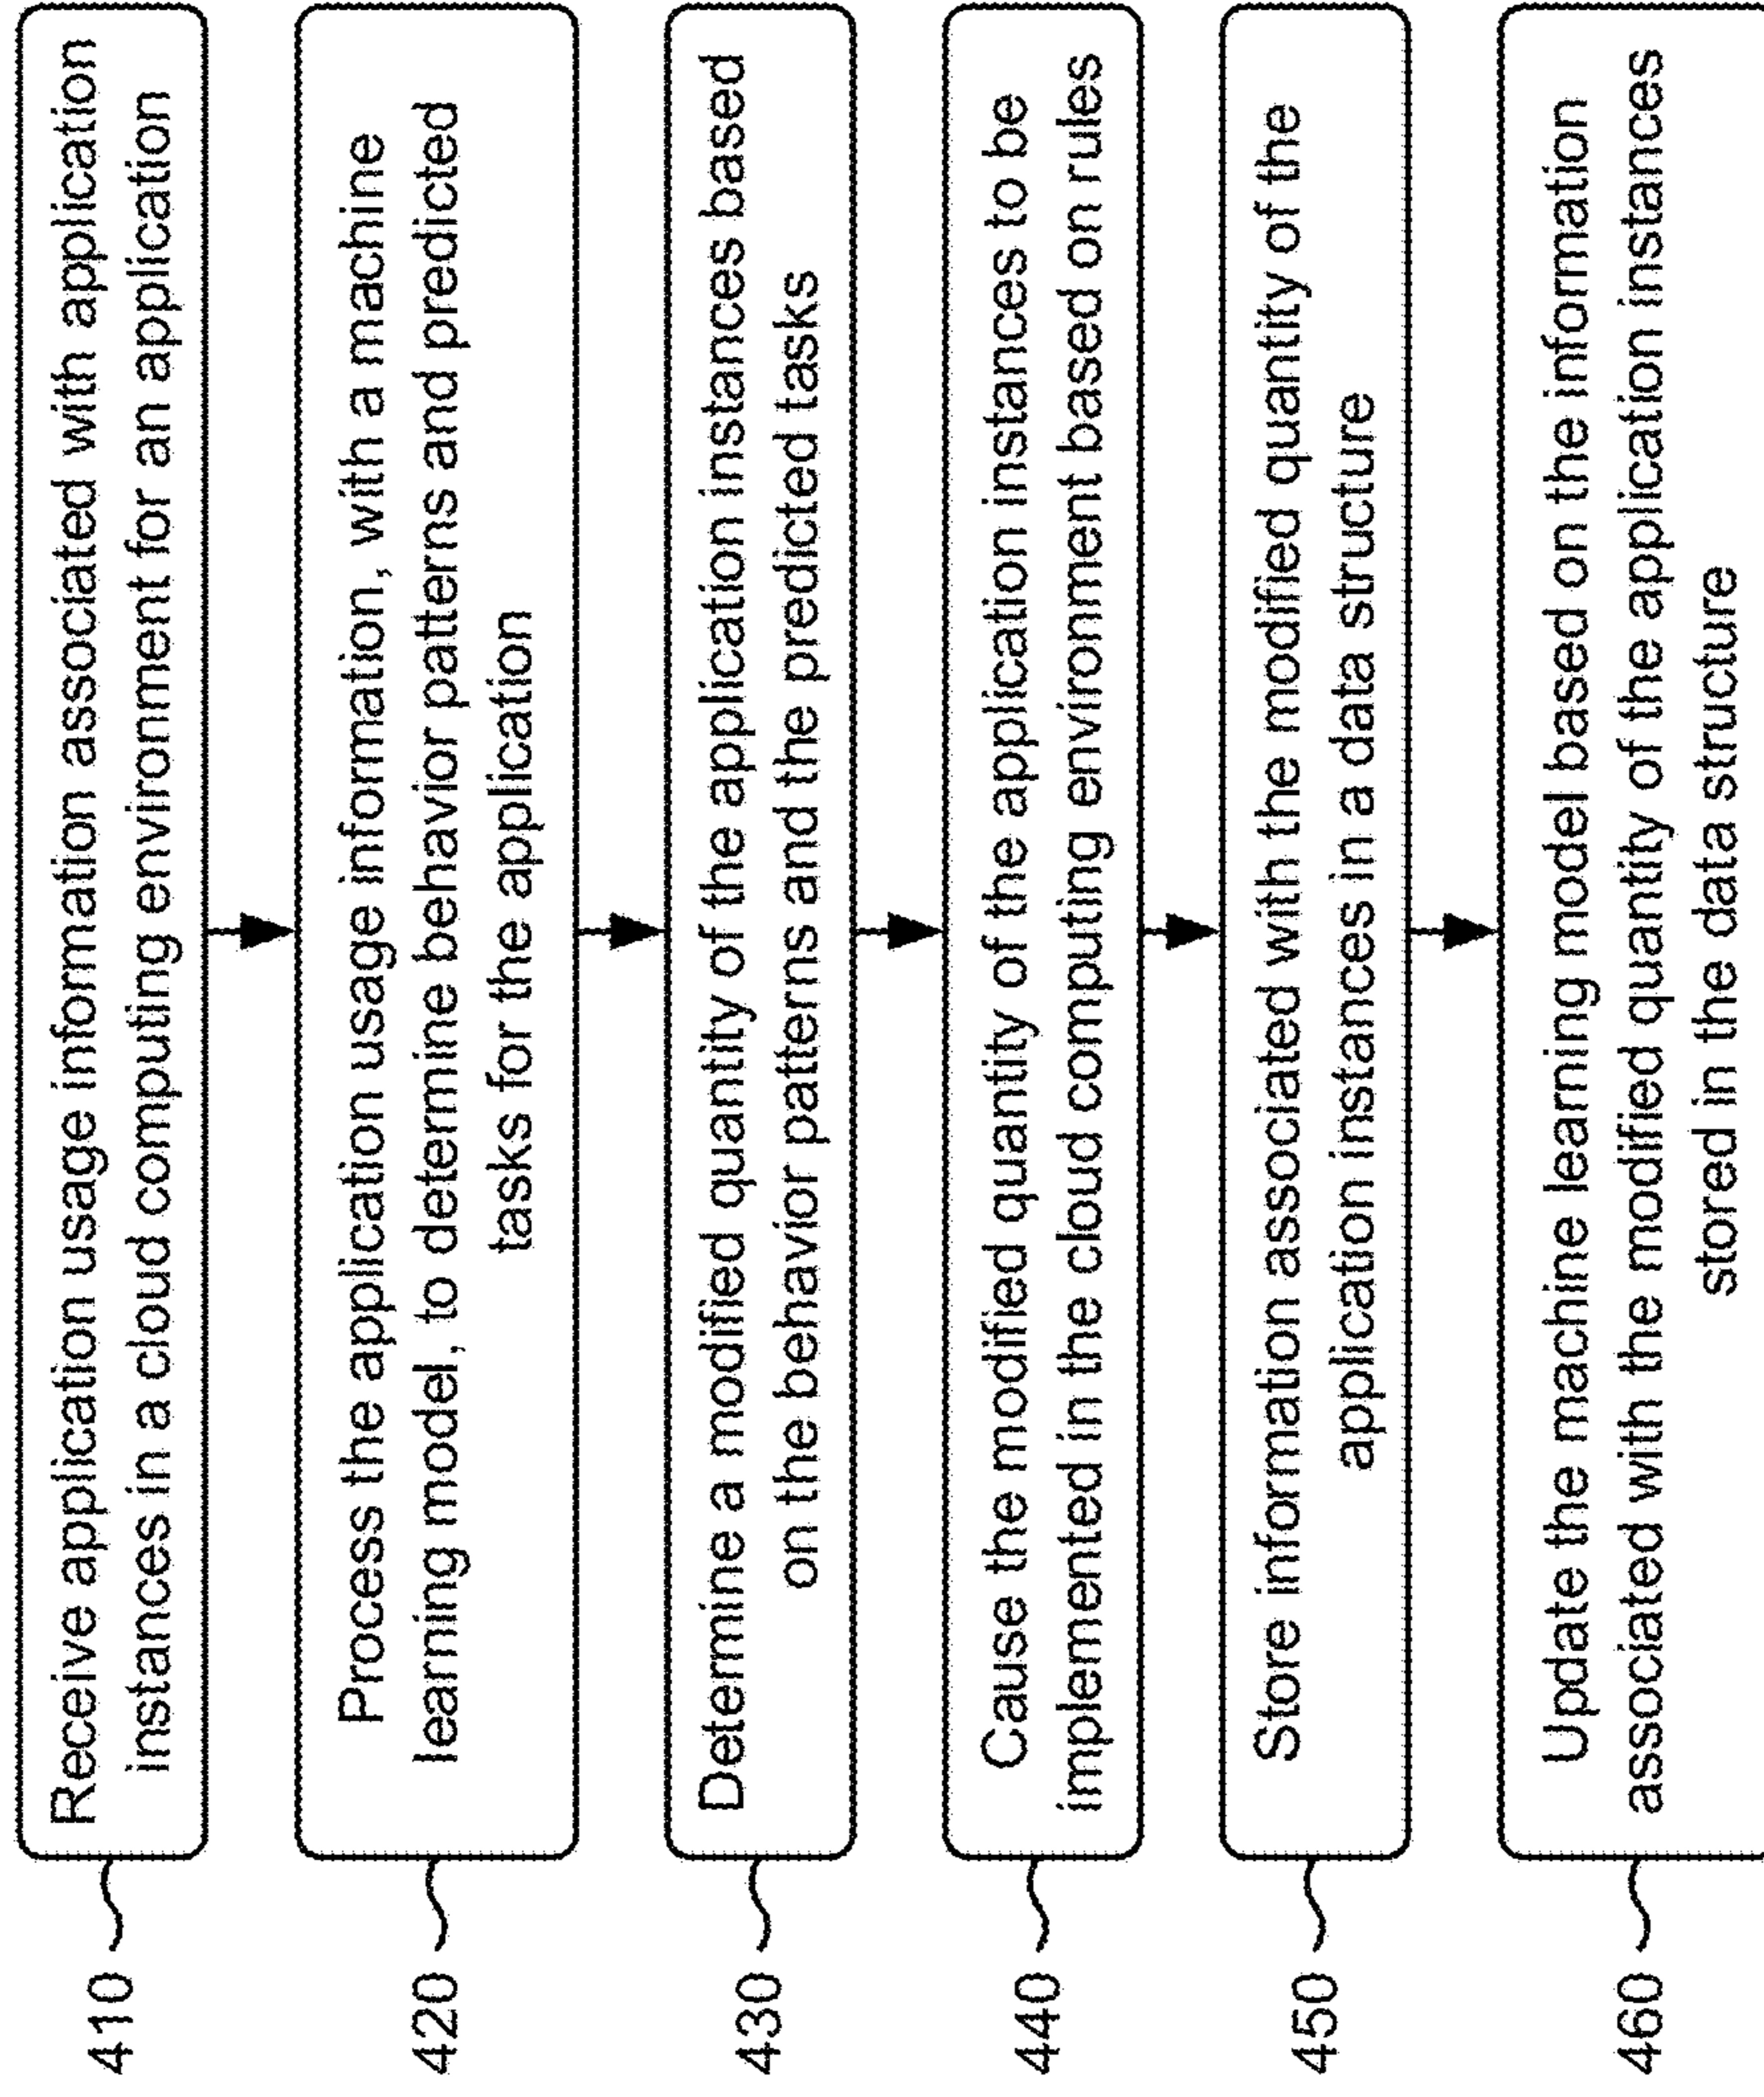 410
Receive application usage information associated with application
instances in a cloud computing environment for an application
420
Process the application usage information, with a machine
learning model, to determine behavior patterns and predicted
tasks for the application
430
Determine a modified quantity of the application instances based
on the behavior patterns and the predicted tasks
440
Cause the modified quantity of the application instances to be
implemented in the cloud computing environment based on rules
450
Store information associated with the modified quantity of the
application instances in a data structure
460
Update the machine learning model based on the information
associated with the modified quantity of the application instances
stored in the data structure